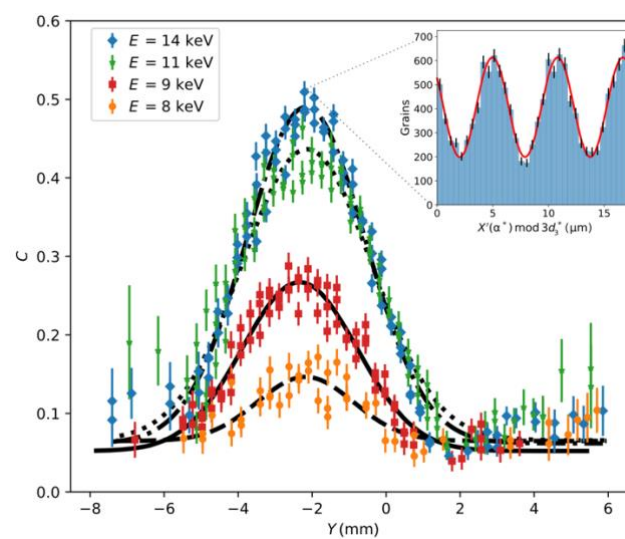 0.6
0.5
0.4
0.3
0.2
0.1
0.0
C
E = 14 keV
E = 11 keV
E = 9 keV
E = 8 keV
−8 −6 −4 −2 0 2 4 6
Y (mm)
700
600
500
400
300
200
100
0
Grains
0 5 10 15
X′(α*) mod 3d₃* (μm)